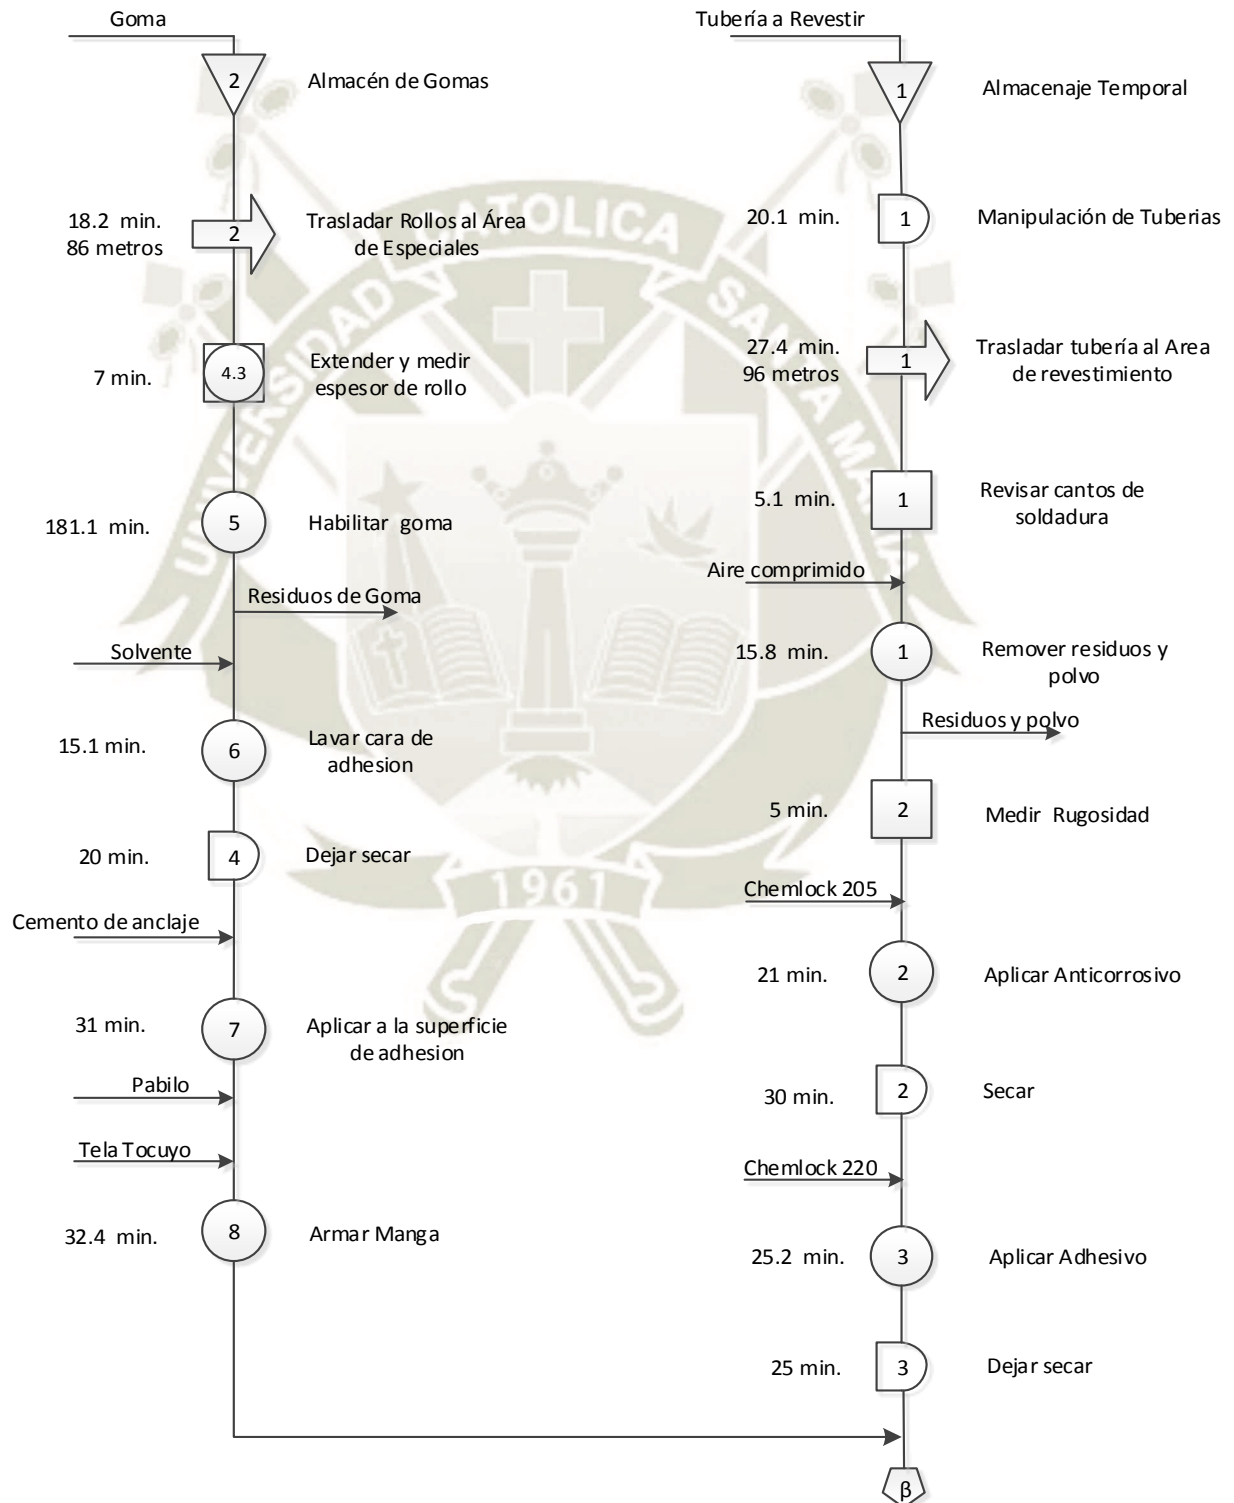 Goma
2
Almacén de Gomas
18.2 min.
86 metros
2
Trasladar Rollos al Área
de Especiales
7 min.
4.3
Extender y medir
espesor de rollo
181.1 min.
5
Habilitar goma
Residuos de Goma
Solvente
15.1 min.
6
Lavar cara de
adhesion
20 min.
4
Dejar secar
Cemento de anclaje
31 min.
7
Aplicar a la superficie
de adhesion
Pabilo
Tela Tocuyo
32.4 min.
8
Armar Manga
Tubería a Revestir
1
Almacenaje Temporal
20.1 min.
1
Manipulación de Tuberias
27.4 min.
96 metros
1
Trasladar tubería al Area
de revestimiento
5.1 min.
1
Revisar cantos de
soldadura
Aire comprimido
15.8 min.
1
Remover residuos y
polvo
Residuos y polvo
5 min.
2
Medir Rugosidad
Chemlock 205
21 min.
2
Aplicar Anticorrosivo
30 min.
2
Secar
Chemlock 220
25.2 min.
3
Aplicar Adhesivo
25 min.
3
Dejar secar
β
UNIVERSIDAD CATOLICA SANTA MARIA
1961